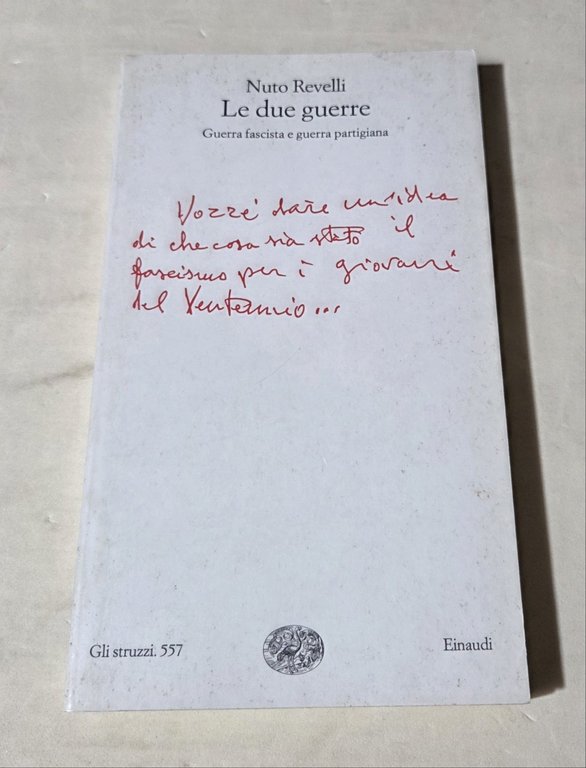 Nuto Revelli
Le due guerre
Guerra fascista e guerra partigiana
Vorrei dare un'idea
di che cosa sia stato il
fascismo per i giovani
del Ventennio...
Gli struzzi. 557
Einaudi